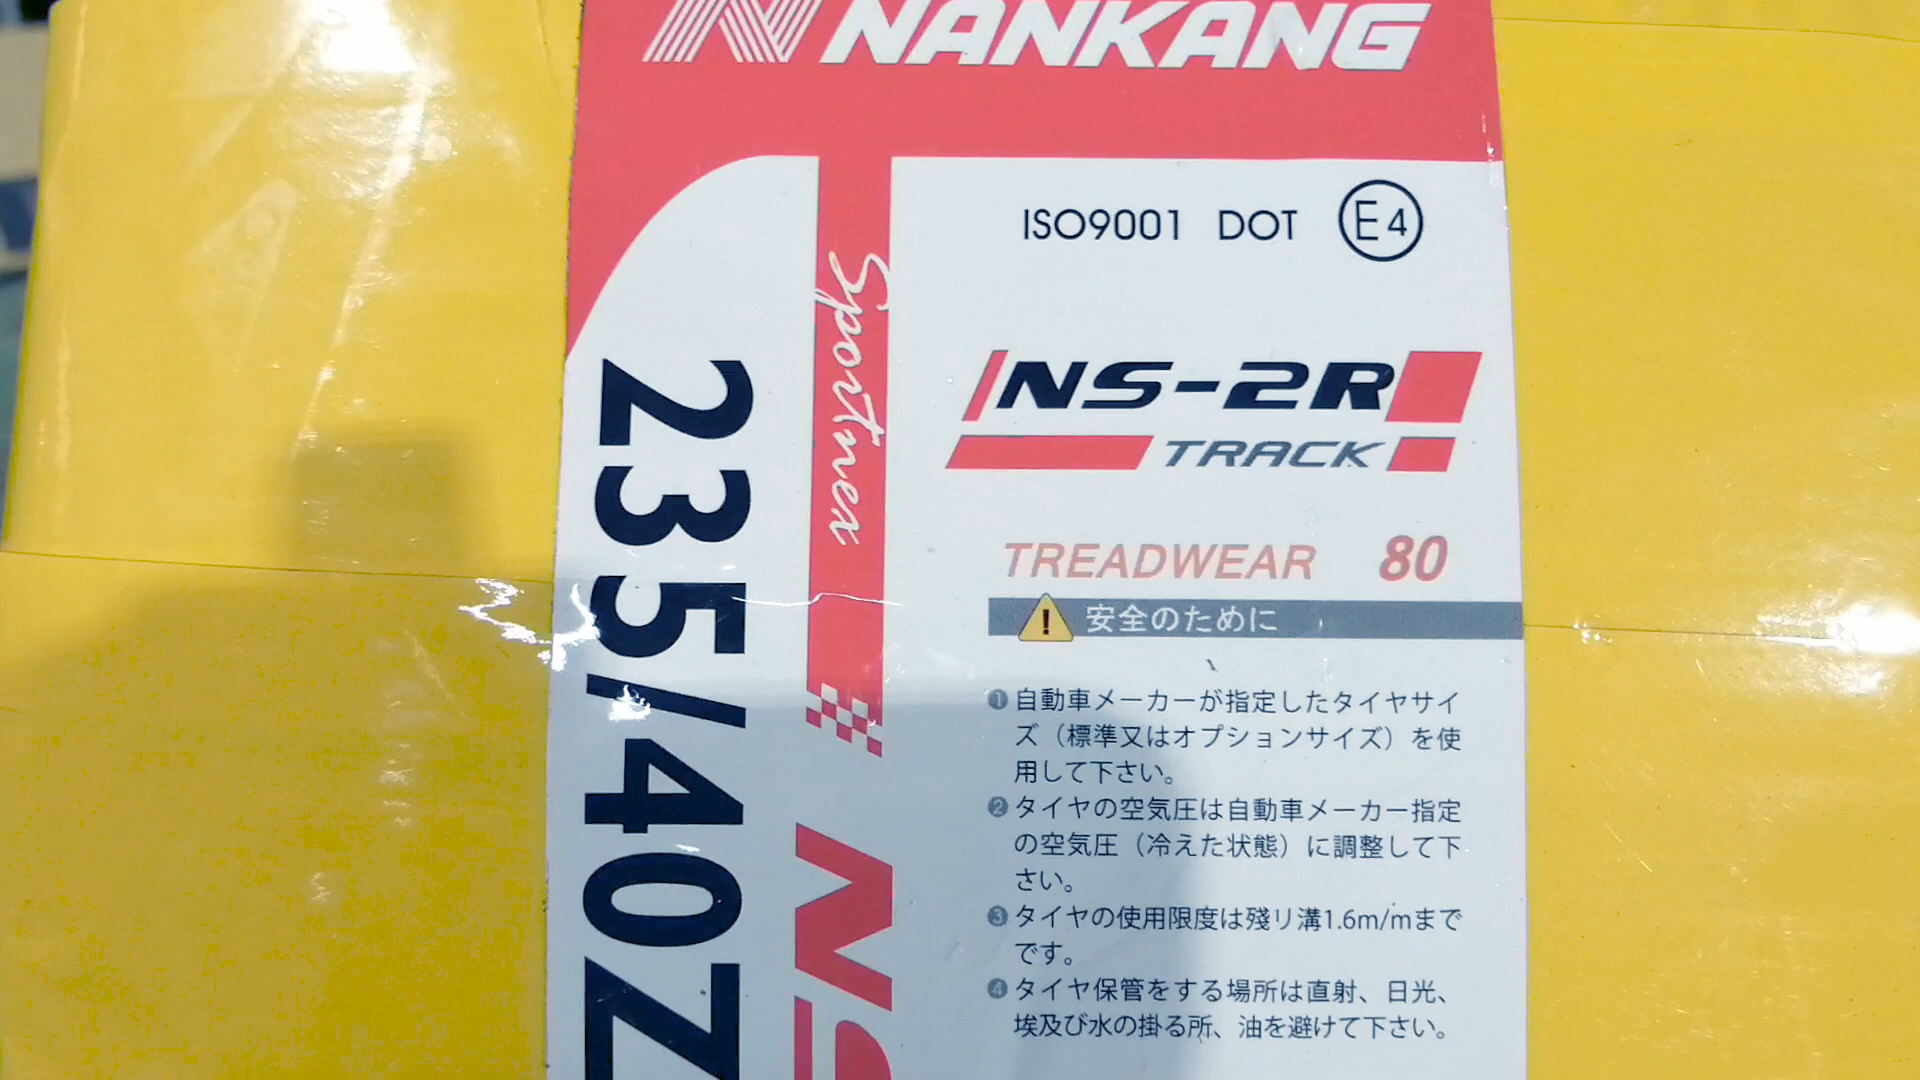 NANKANG
ISO9001 DOT E4
Sportnex
NS-2R
TRACK
235/40Z
TREADWEAR 80
安全のために
❶自動車メーカーが指定したタイヤサイ
ズ（標準又はオプションサイズ）を使
用して下さい。
❷タイヤの空気圧は自動車メーカー指定
の空気圧（冷えた状態）に調整して下
さい。
❸タイヤの使用限度は殘リ溝1.6m/mまで
です。
❹タイヤ保管をする場所は直射、日光、
埃及び水の掛る所、油を避けて下さい。